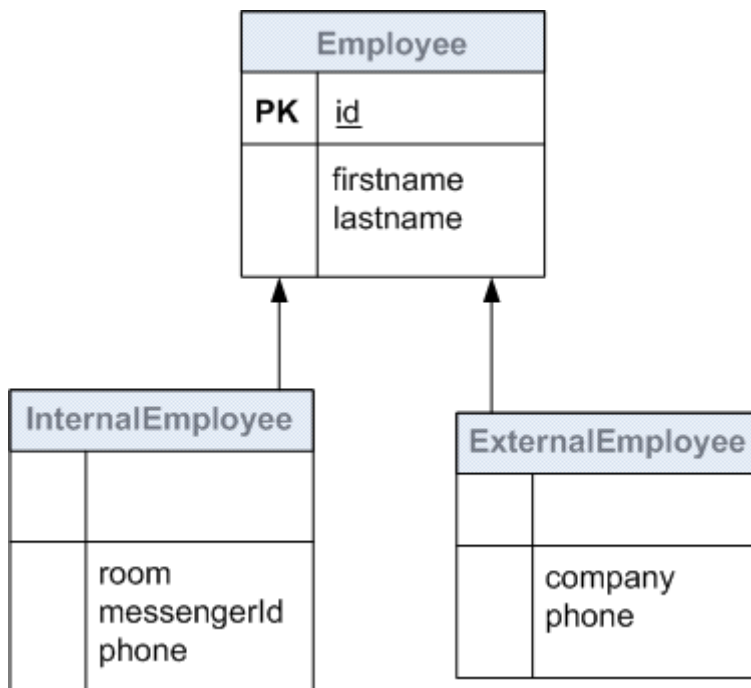 Employee
PK id
firstname
lastname
InternalEmployee
room
messengerId
phone
ExternalEmployee
company
phone